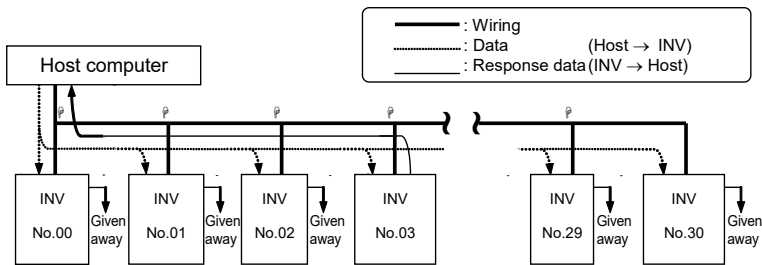 : Wiring
: Data (Host → INV)
: Response data (INV → Host)
Host computer
INV
No.00
Given
away
INV
No.01
Given
away
INV
No.02
Given
away
INV
No.03
Given
away
INV
No.29
Given
away
INV
No.30
Given
away